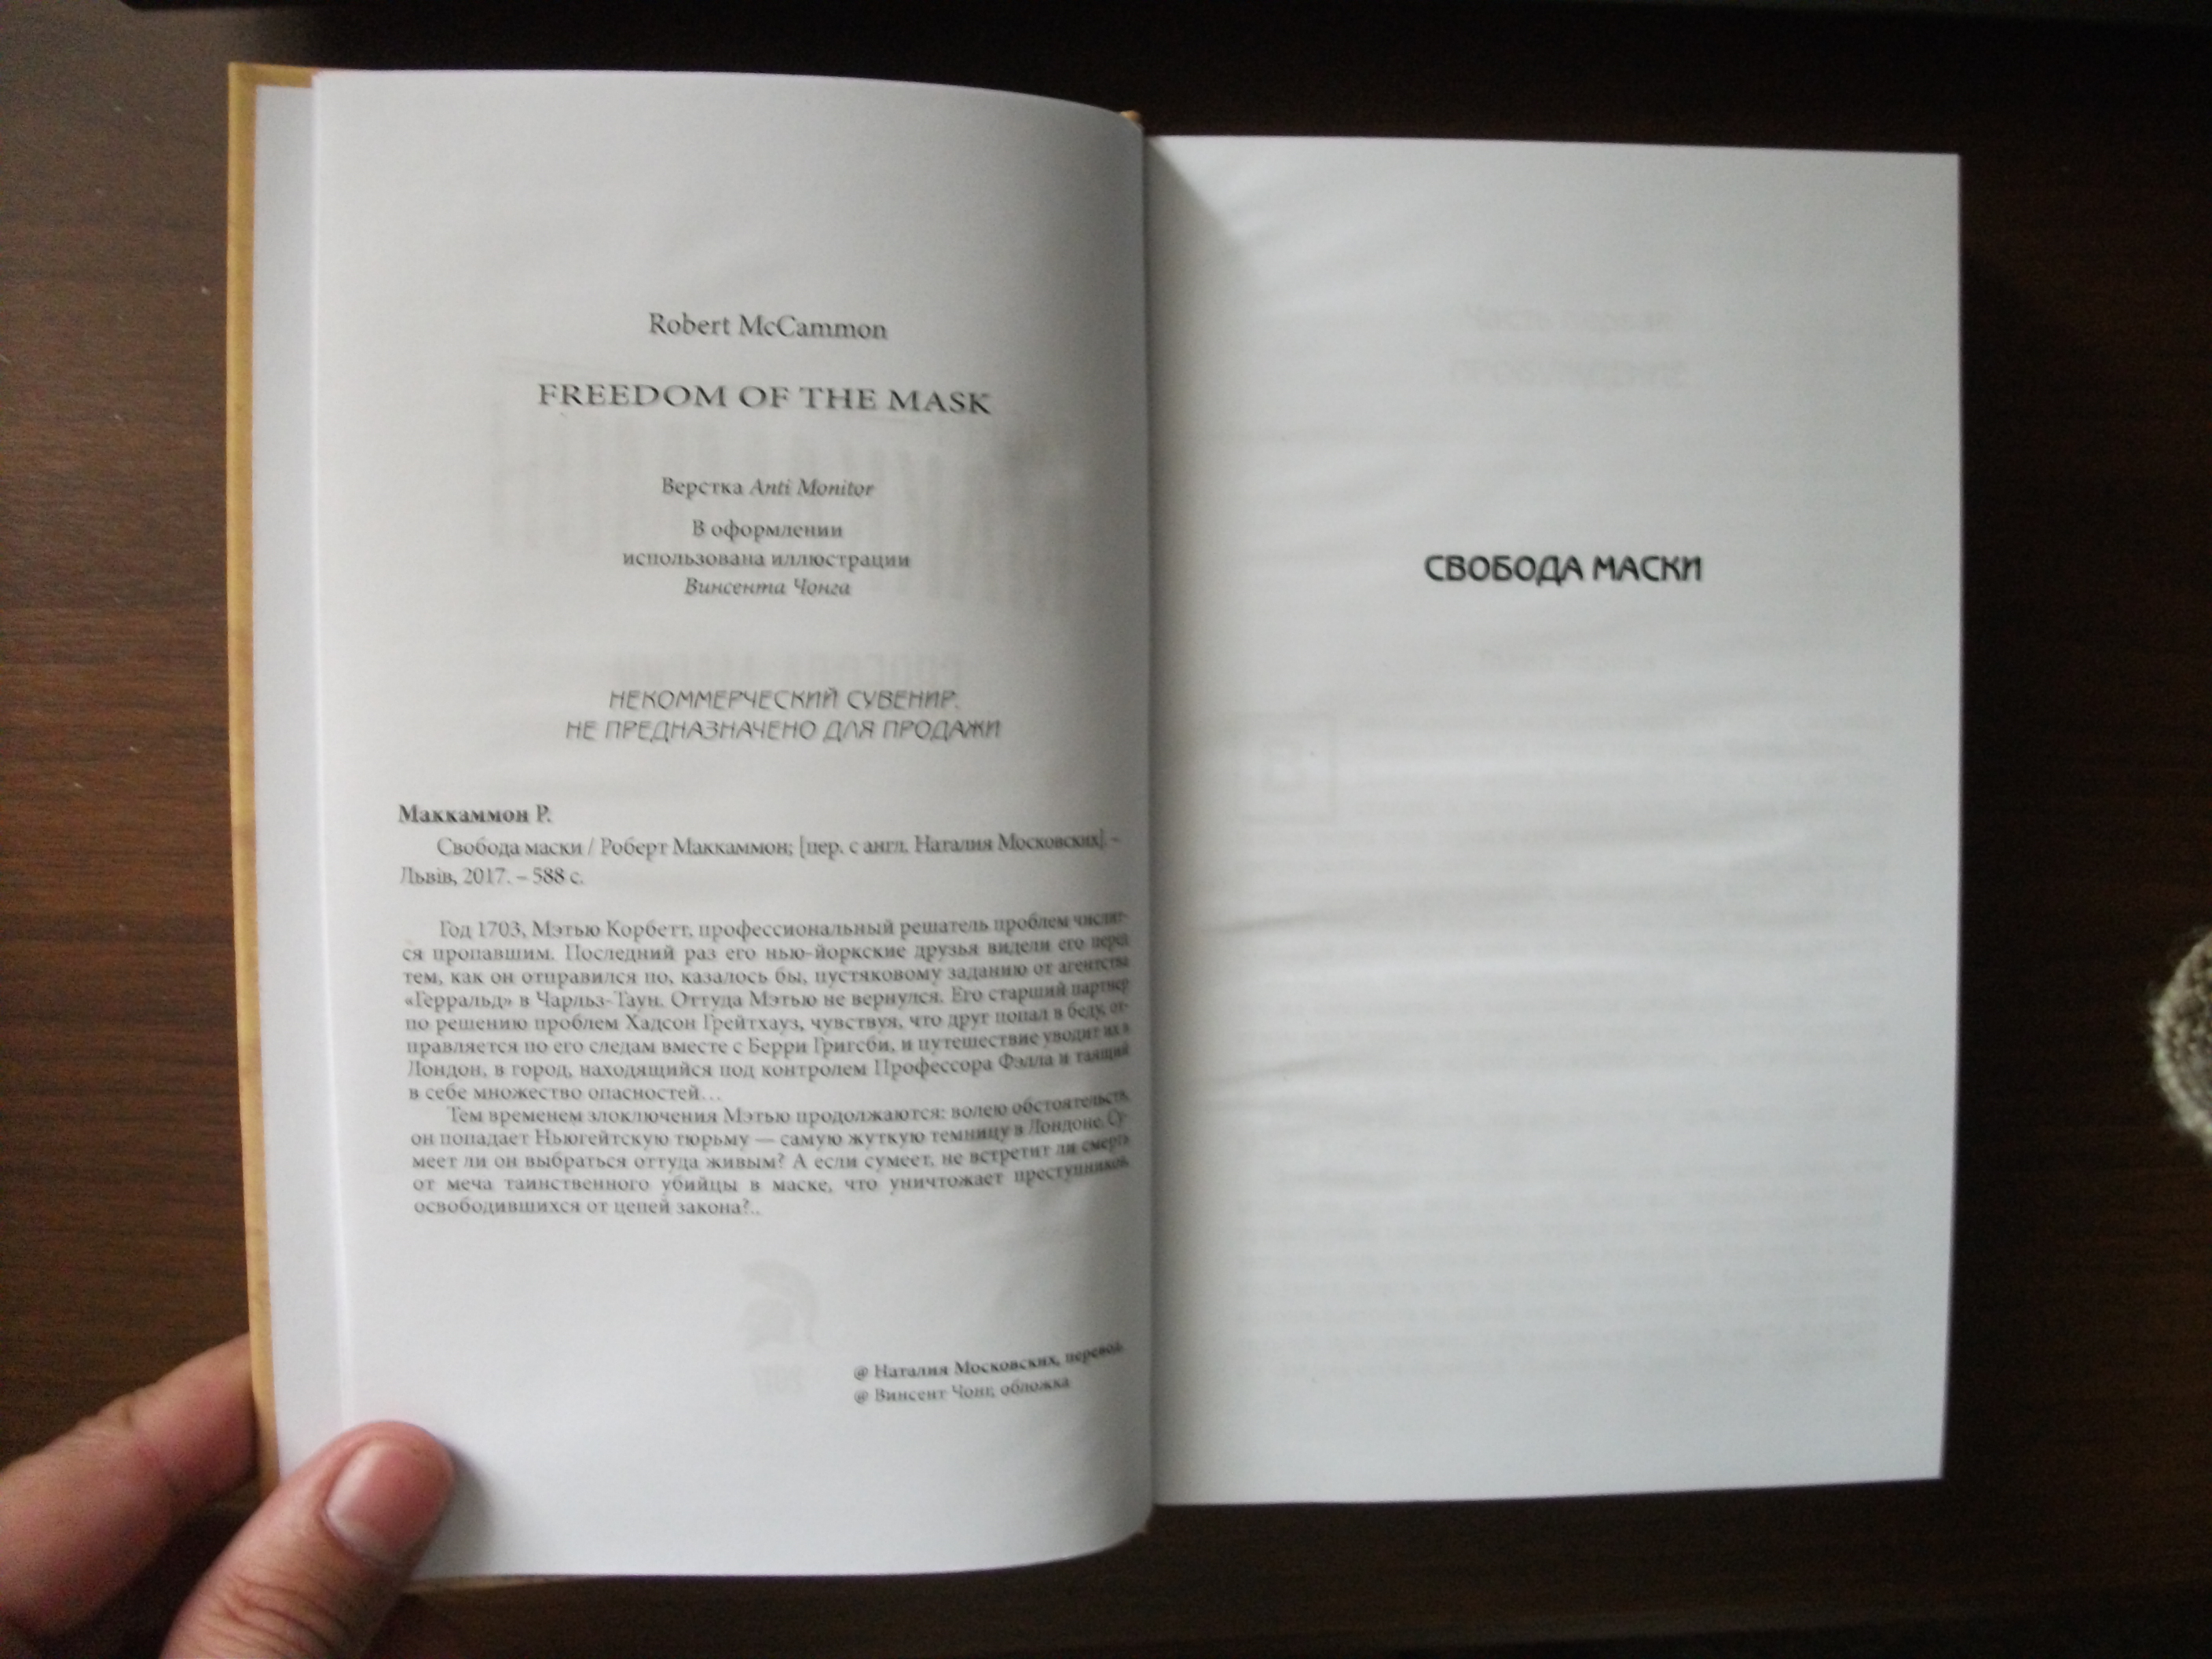 Robert McCammon
FREEDOM OF THE MASK
Верстка Anti Monitor
В оформлении
использована иллюстрации
Винсента Чонга
НЕКОММЕРЧЕСКИЙ СУВЕНИР.
НЕ ПРЕДНАЗНАЧЕНО ДЛЯ ПРОДАЖИ
Маккаммон Р.
Свобода маски / Роберт Маккаммон; [пер. с англ. Наталия Московских]. –
Львів, 2017. – 588 с.
Год 1703, Мэтью Корбетт, профессиональный решатель проблем числит-
ся пропавшим. Последний раз его нью-йоркские друзья видели его перед
тем, как он отправился по, казалось бы, пустяковому заданию от агентства
«Герральд» в Чарльз-Таун. Оттуда Мэтью не вернулся. Его старший партнер
по решению проблем Хадсон Грейтхауз, чувствуя, что друг попал в беду, от-
правляется по его следам вместе с Берри Григсби, и путешествие уводит их в
Лондон, в город, находящийся под контролем Профессора Фэлла и таящий
в себе множество опасностей…
Тем временем злоключения Мэтью продолжаются: волею обстоятельств,
он попадает Ньюгейтскую тюрьму — самую жуткую темницу в Лондоне. Су-
меет ли он выбраться оттуда живым? А если сумеет, не встретит ли смерть
от меча таинственного убийцы в маске, что уничтожает преступников,
освободившихся от цепей закона?..
@ Наталия Московских, перевод
@ Винсент Чонг, обложка
СВОБОДА МАСКИ